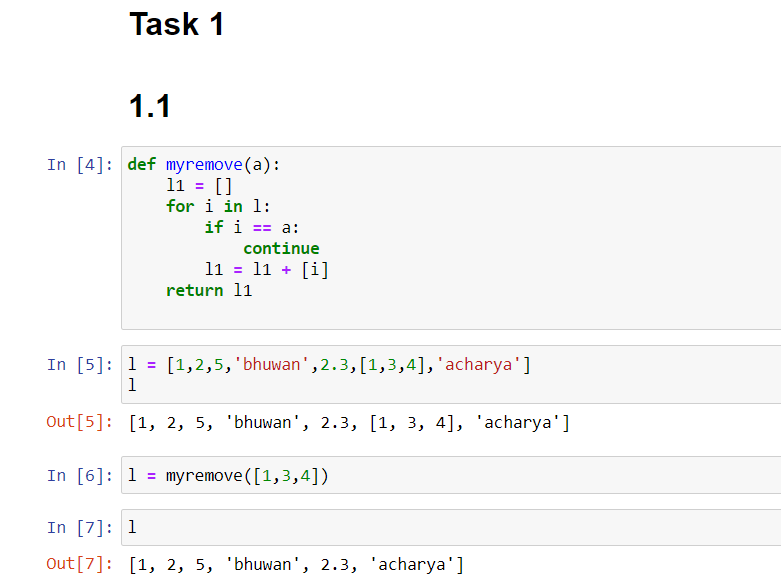 Task 1
1.1
In [4]: def myremove(a):
    l1 = []
    for i in l:
        if i == a:
            continue
        l1 = l1 + [i]
    return l1
In [5]: l = [1,2,5,'bhuwan',2.3,[1,3,4],'acharya']
l
Out[5]: [1, 2, 5, 'bhuwan', 2.3, [1, 3, 4], 'acharya']
In [6]: l = myremove([1,3,4])
In [7]: l
Out[7]: [1, 2, 5, 'bhuwan', 2.3, 'acharya']